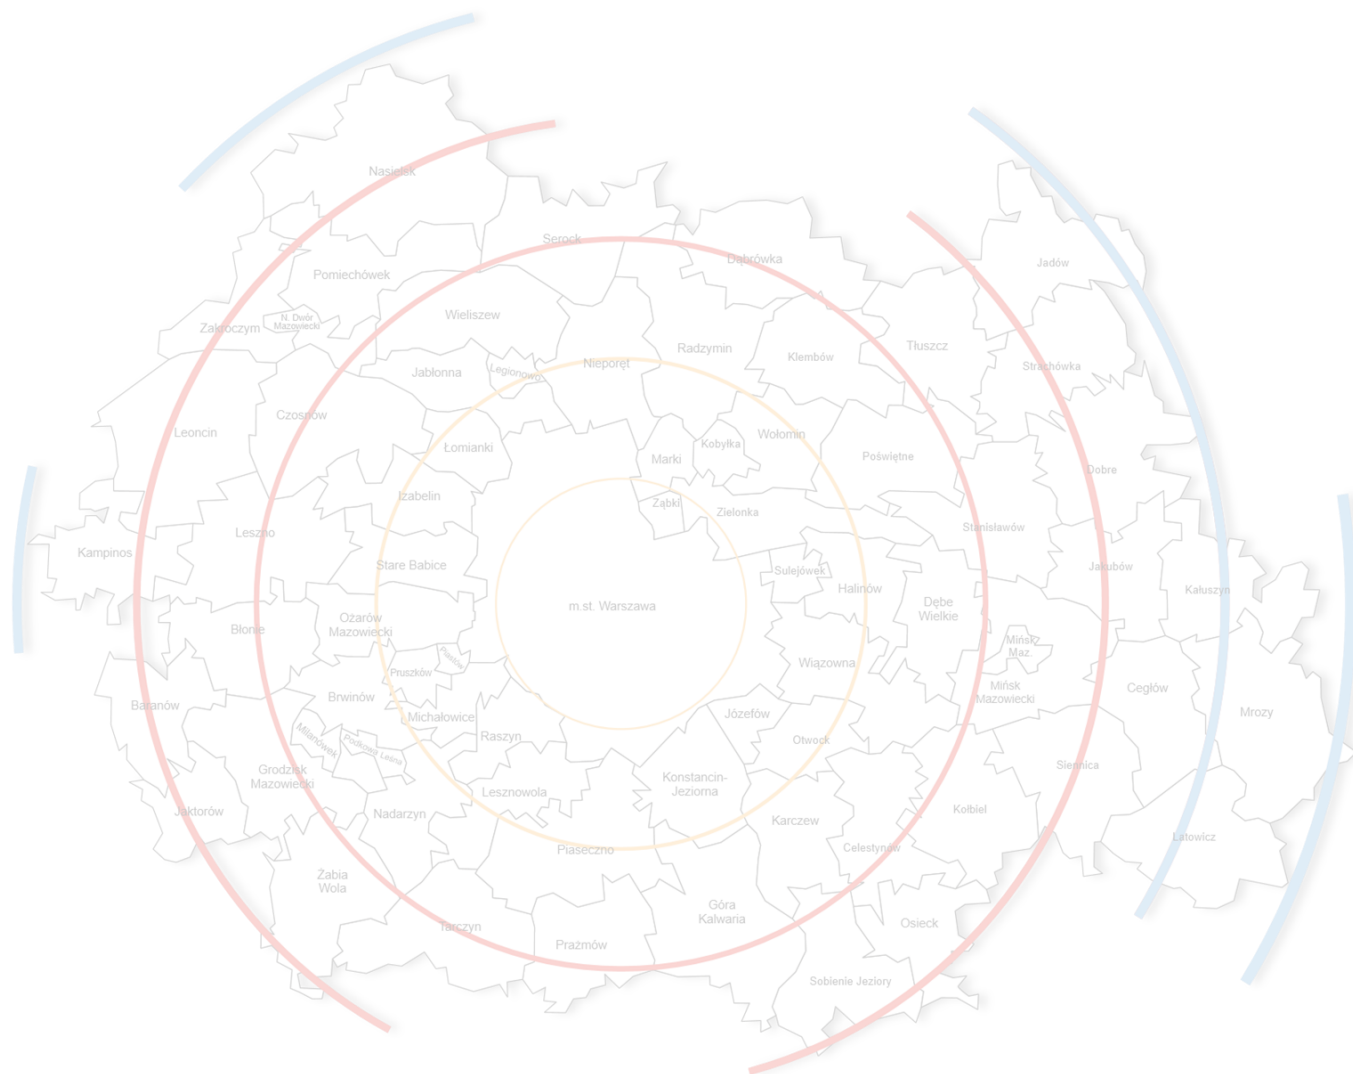 Nasielsk
Serock
Dąbrówka
Jadów
Pomiechówek
Zakroczym
N. Dwór
Mazowiecki
Wieliszew
Radzymin
Klembów
Tłuszcz
Strachówka
Jabłonna
Legionowo
Nieporęt
Leoncin
Czosnów
Łomianki
Marki
Kobyłka
Wołomin
Poświętne
Dobre
Izabelin
Ząbki
Zielonka
Stanisławów
Kampinos
Leszno
Stare Babice
Sulejówek
Halinów
Jakubów
Kałuszyn
m.st. Warszawa
Dębe
Wielkie
Błonie
Ożarów
Mazowiecki
Piastów
Pruszków
Wiązowna
Mińsk
Maz.
Mińsk
Mazowiecki
Cegłów
Mrozy
Baranów
Brwinów
Michałowice
Raszyn
Józefów
Otwock
Milanówek
Podkowa Leśna
Siennica
Grodzisk
Mazowiecki
Lesznowola
Konstancin-
Jeziorna
Jaktorów
Nadarzyn
Karczew
Kołbiel
Latowicz
Piaseczno
Celestynów
Żabia
Wola
Góra
Kalwaria
Tarczyn
Prażmów
Osieck
Sobienie Jeziory